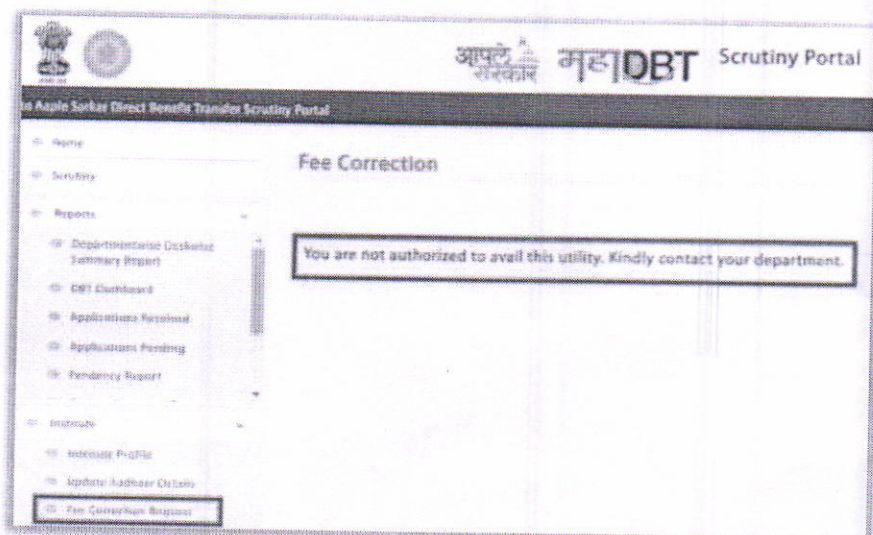 आपले सरकार
महाDBT
Scrutiny Portal
Aaple Sarkar Direct Benefit Transfer Scrutiny Portal
Home
Scrutiny
Reports
Departmentwise Deskwise
Summary Report
DBT Dashboard
Applications Received
Applications Pending
Pendency Report
Institute
Institute Profile
Update Aadhaar Details
Fee Correction Request
Fee Correction
You are not authorized to avail this utility. Kindly contact your department.